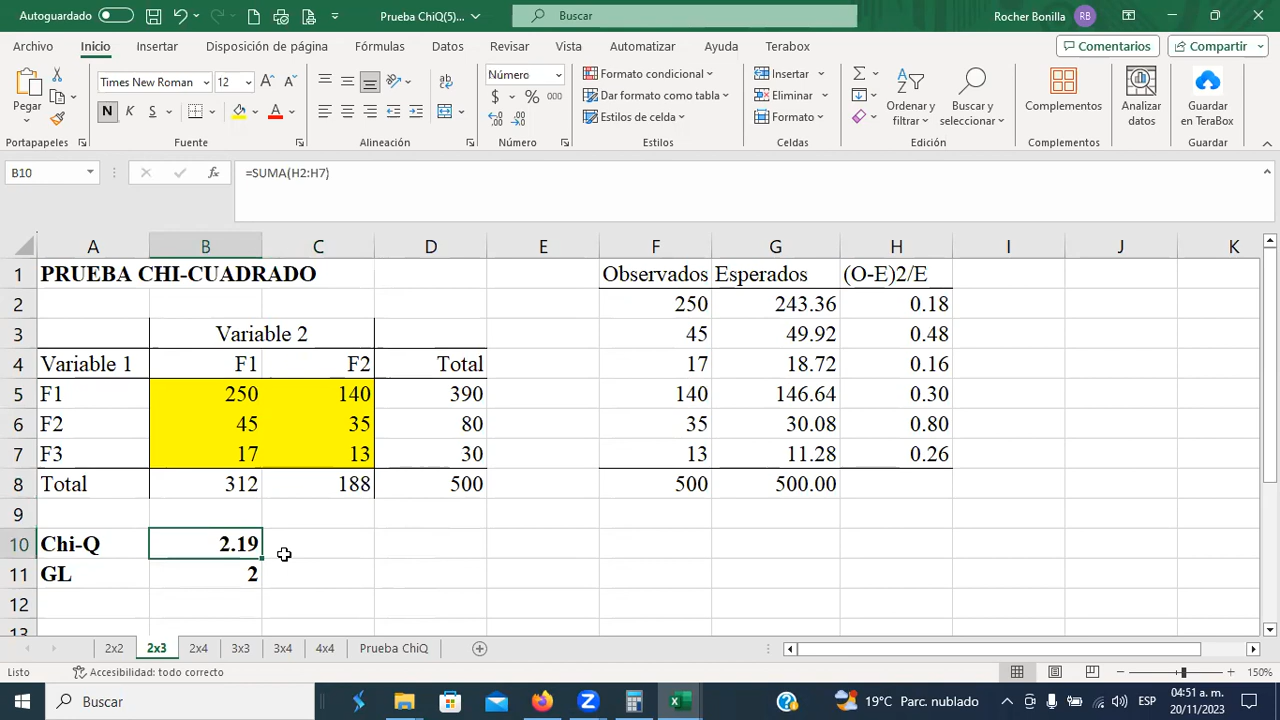 Autoguardado
Prueba ChiQ(5)...
Buscar
Rocher Bonilla
RB
Archivo Inicio Insertar Disposición de página Fórmulas Datos Revisar Vista Automatizar Ayuda Terabox
Comentarios
Compartir
Pegar
Times New Roman
12
N K S
Número
$ % 000
Formato condicional
Dar formato como tabla
Estilos de celda
Insertar
Eliminar
Formato
Ordenar y filtrar
Buscar y seleccionar
Complementos
Analizar datos
Guardar en TeraBox
Portapapeles Fuente Alineación Número Estilos Celdas Edición Complementos Guardar
B10
fx
=SUMA(H2:H7)
A B C D E F G H I J K
1 PRUEBA CHI-CUADRADO Observados Esperados (O-E)2/E
2 250 243.36 0.18
3 Variable 2 45 49.92 0.48
4 Variable 1 F1 F2 Total 17 18.72 0.16
5 F1 250 140 390 140 146.64 0.30
6 F2 45 35 80 35 30.08 0.80
7 F3 17 13 30 13 11.28 0.26
8 Total 312 188 500 500 500.00
9
10 Chi-Q 2.19
11 GL 2
12
13
2x2 2x3 2x4 3x3 3x4 4x4 Prueba ChiQ
Listo
Accesibilidad: todo correcto
150%
Buscar
19°C Parc. nublado
ESP
04:51 a. m.
20/11/2023